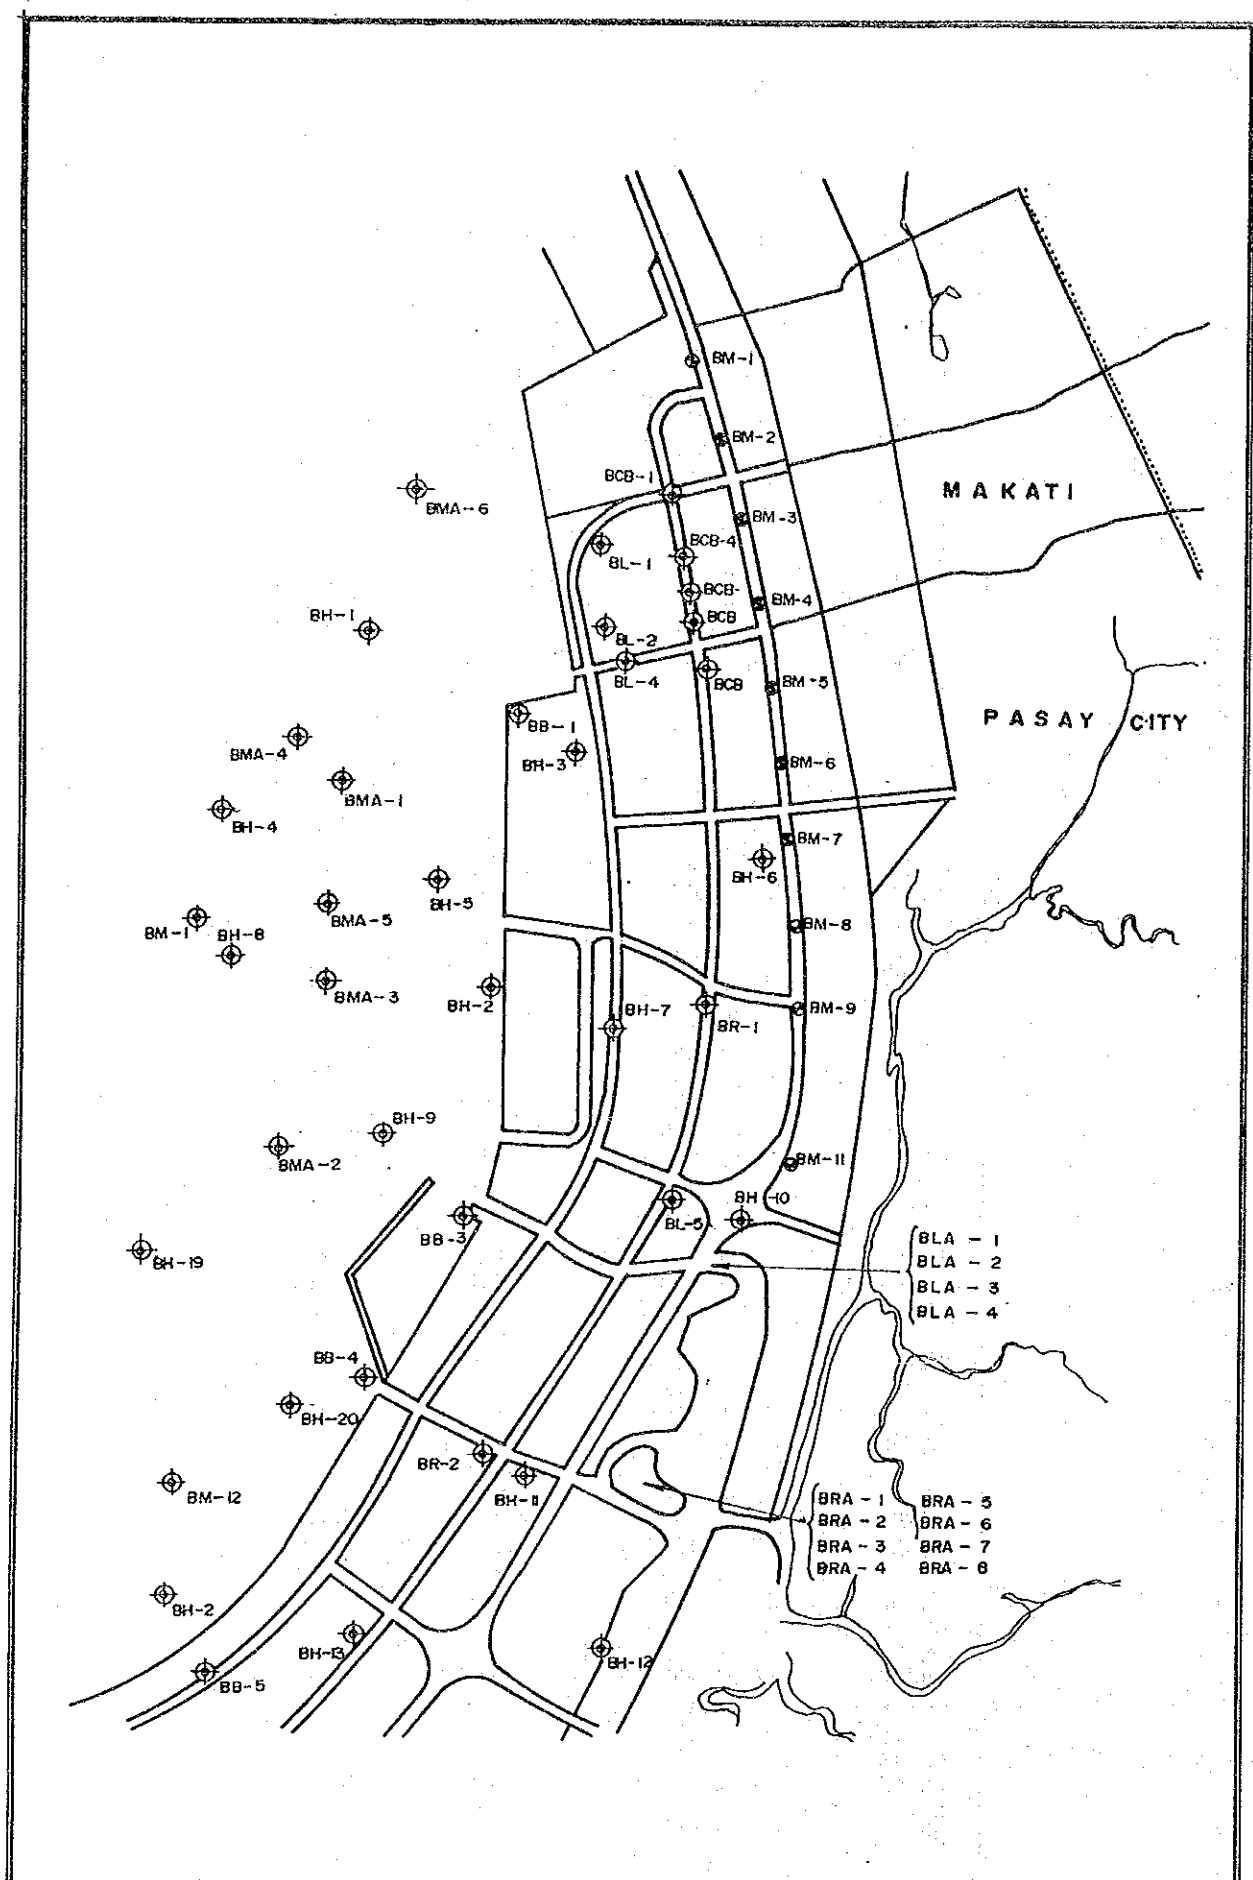 BM-1
BM-2
BCB-1
MAKATI
BMA-6
BM-3
BCB-4
BL-1
BCB-
BM-4
BH-1
BCB
BL-2
BL-4
BCB
BM-5
BB-1
PASAY CITY
BMA-4
BH-3
BM-6
BMA-1
BH-4
BM-7
BH-6
BH-5
BMA-5
BM-1
BH-8
BM-8
BMA-3
BH-2
BH-7
BR-1
BM-9
BH-9
BMA-2
BM-11
BH-10
BL-5
BB-3
BH-19
BLA - 1
BLA - 2
BLA - 3
BLA - 4
BB-4
BH-20
BR-2
BH-11
BM-12
BRA - 1 BRA - 5
BRA - 2 BRA - 6
BRA - 3 BRA - 7
BRA - 4 BRA - 8
BH-2
BH-13
BH-12
BB-5